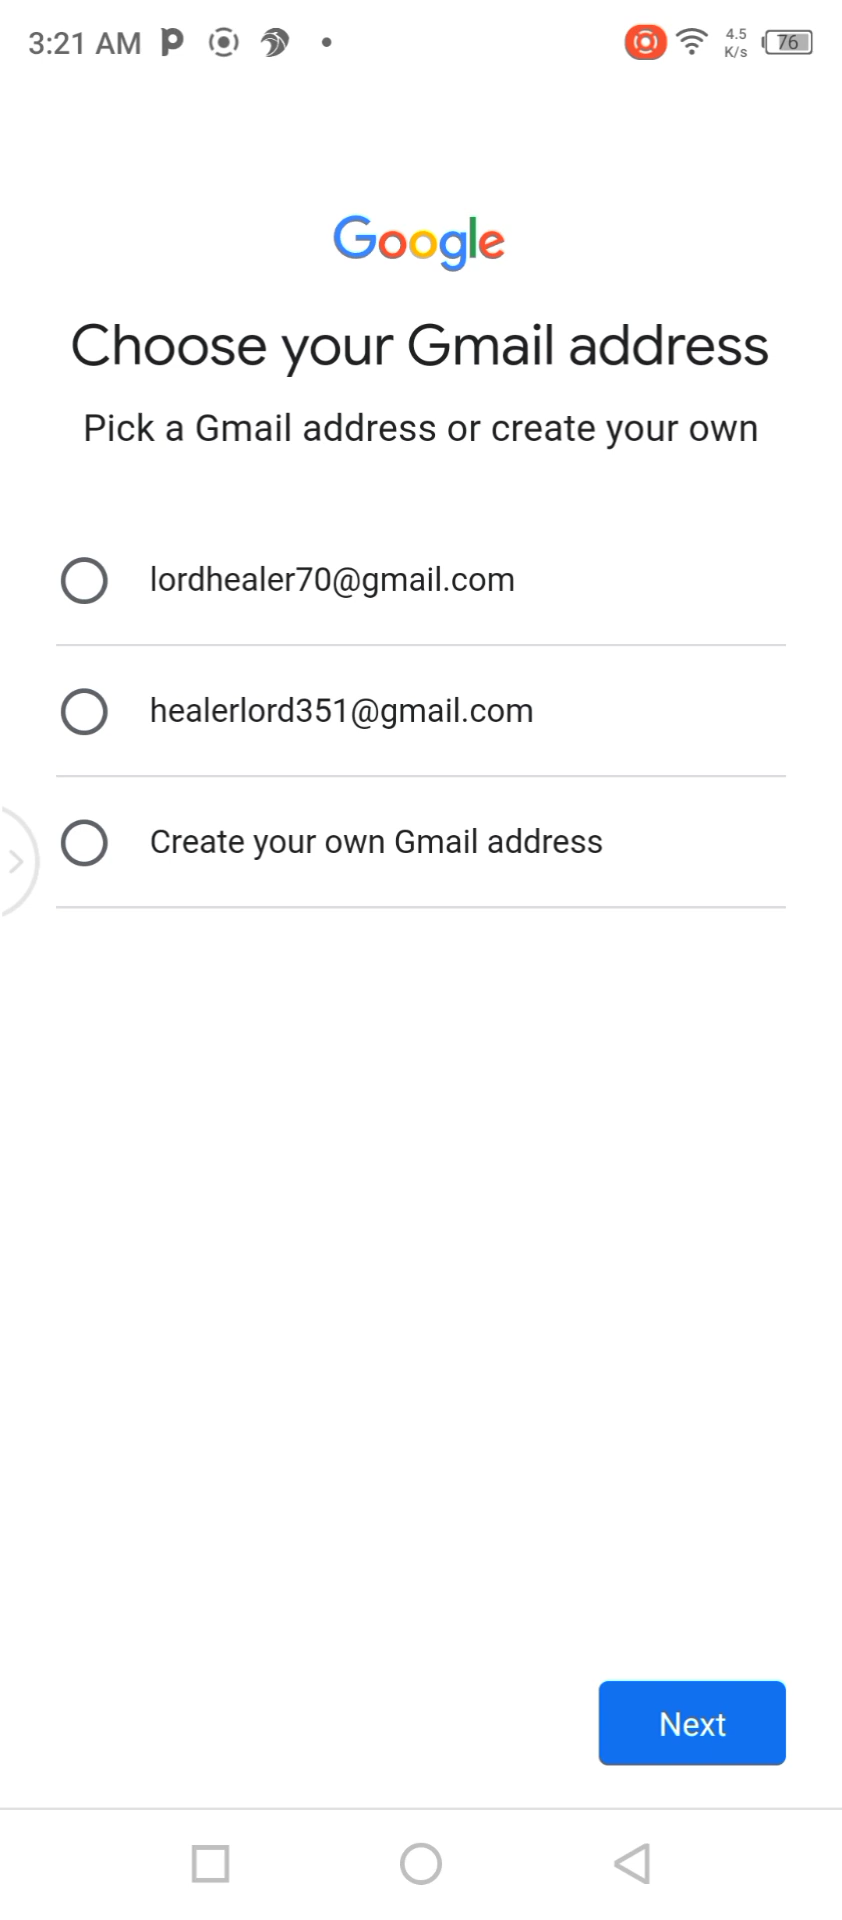 3:21 AM
4.5
K/s
76
Google
Choose your Gmail address
Pick a Gmail address or create your own
lordhealer70@gmail.com
healerlord351@gmail.com
Create your own Gmail address
Next